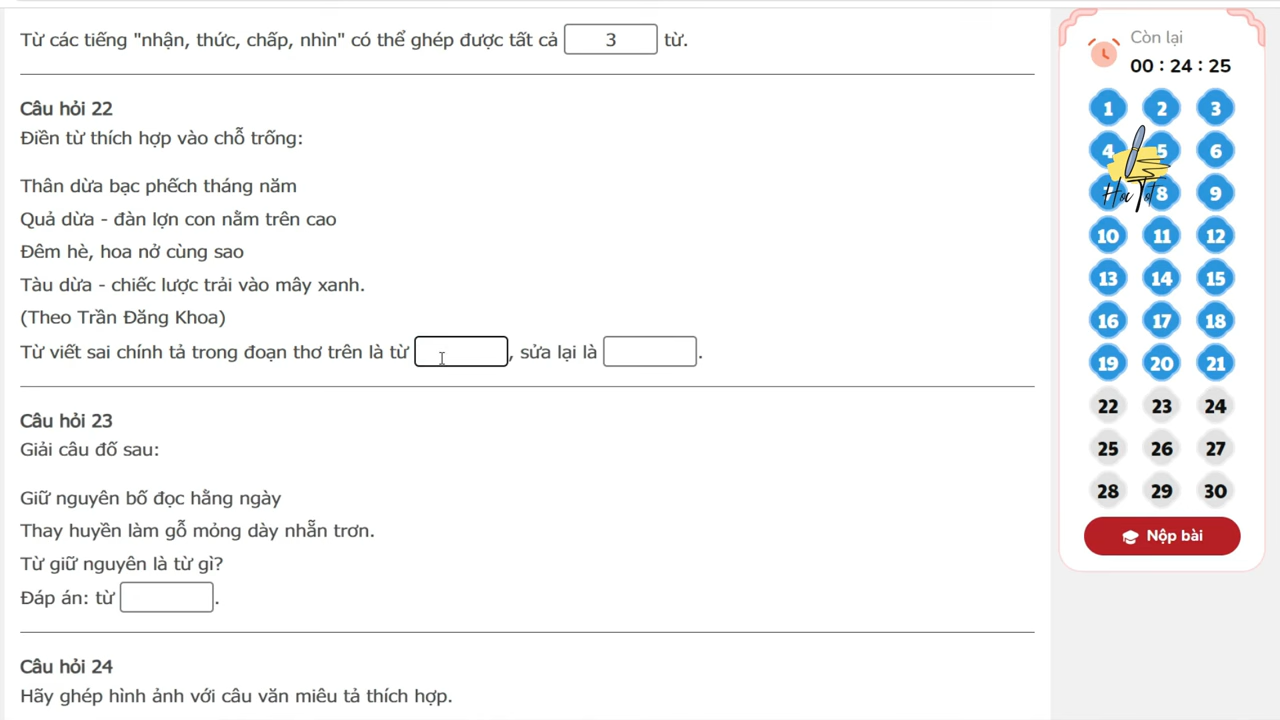 Từ các tiếng "nhận, thức, chấp, nhìn" có thể ghép được tất cả 3 từ.
Câu hỏi 22
Điền từ thích hợp vào chỗ trống:
Thân dừa bạc phếch tháng năm
Quả dừa - đàn lợn con nằm trên cao
Đêm hè, hoa nở cùng sao
Tàu dừa - chiếc lược trải vào mây xanh.
(Theo Trần Đăng Khoa)
Từ viết sai chính tả trong đoạn thơ trên là từ , sửa lại là .
Câu hỏi 23
Giải câu đố sau:
Giữ nguyên bố đọc hằng ngày
Thay huyền làm gỗ mỏng dày nhẵn trơn.
Từ giữ nguyên là từ gì?
Đáp án: từ .
Câu hỏi 24
Hãy ghép hình ảnh với câu văn miêu tả thích hợp.
Còn lại
00 : 24 : 25
1 2 3
4 5 6
8 9
Học Tốt
10 11 12
13 14 15
16 17 18
19 20 21
22 23 24
25 26 27
28 29 30
Nộp bài